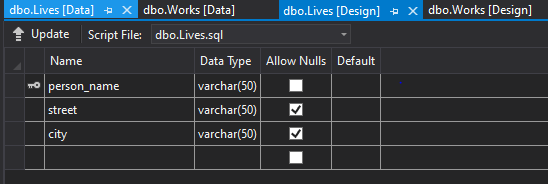 dbo.Lives [Data] dbo.Works [Data] dbo.Lives [Design] dbo.Works [Design]
Update Script File: dbo.Lives.sql
Name Data Type Allow Nulls Default
person_name varchar(50)
street varchar(50)
city varchar(50)